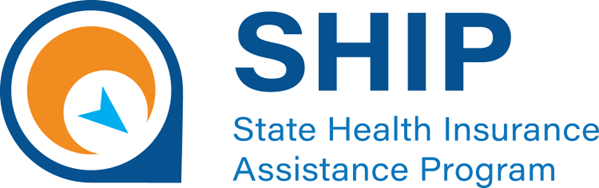 SHIP
State Health Insurance
Assistance Program